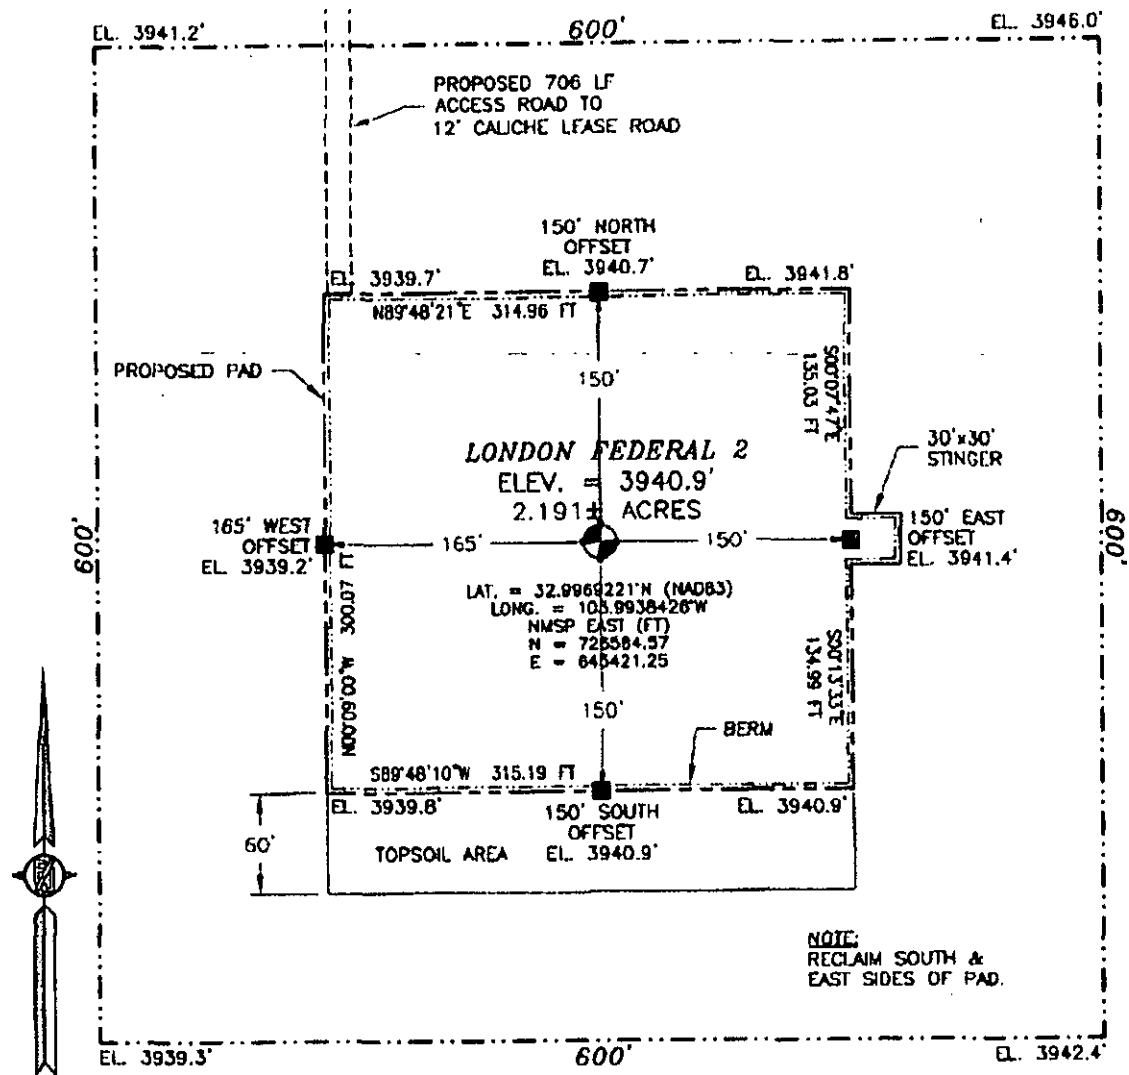 EL. 3941.2'
600'
EL. 3946.0'
PROPOSED 706 LF
ACCESS ROAD TO
12' CALICHE LEASE ROAD
150' NORTH
OFFSET
EL. 3940.7'
EL. 3939.7'
EL. 3941.8'
N89°48'21"E 314.96 FT
PROPOSED PAD
150'
S00°07'47"E
135.03 FT
30'x30'
STINGER
LONDON FEDERAL 2
ELEV. = 3940.9'
2.191± ACRES
600'
165' WEST
OFFSET
EL. 3939.2'
165'
150'
150' EAST
OFFSET
EL. 3941.4'
600'
LAT. = 32.9969221°N (NAD83)
LONG. = 103.9938426°W
NMSP EAST (FT)
N =
E =
N00°09'00"W 300.07 FT
S00°13'33"E
134.99 FT
150'
BERM
S89°48'10"W 315.19 FT
EL. 3939.8'
EL. 3940.9'
150' SOUTH
OFFSET
EL. 3940.9'
60'
TOPSOIL AREA
NOTE:
RECLAIM SOUTH &
EAST SIDES OF PAD.
EL. 3939.3'
600'
EL. 3942.4'